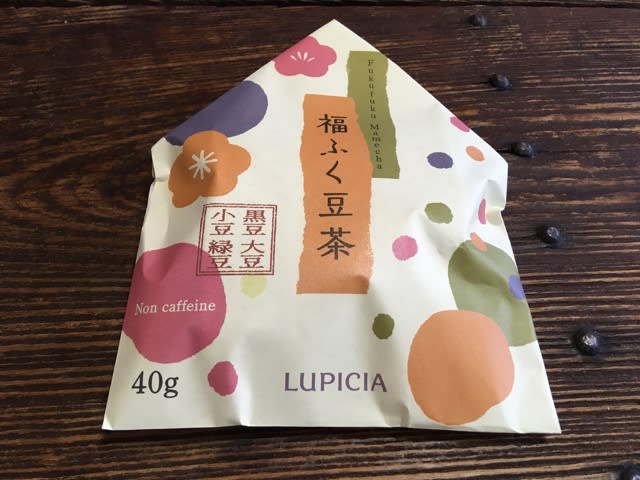 Fukufuku Mamecha
福ふく豆茶
黒豆大豆
小豆緑豆
Non caffeine
40g
LUPICIA